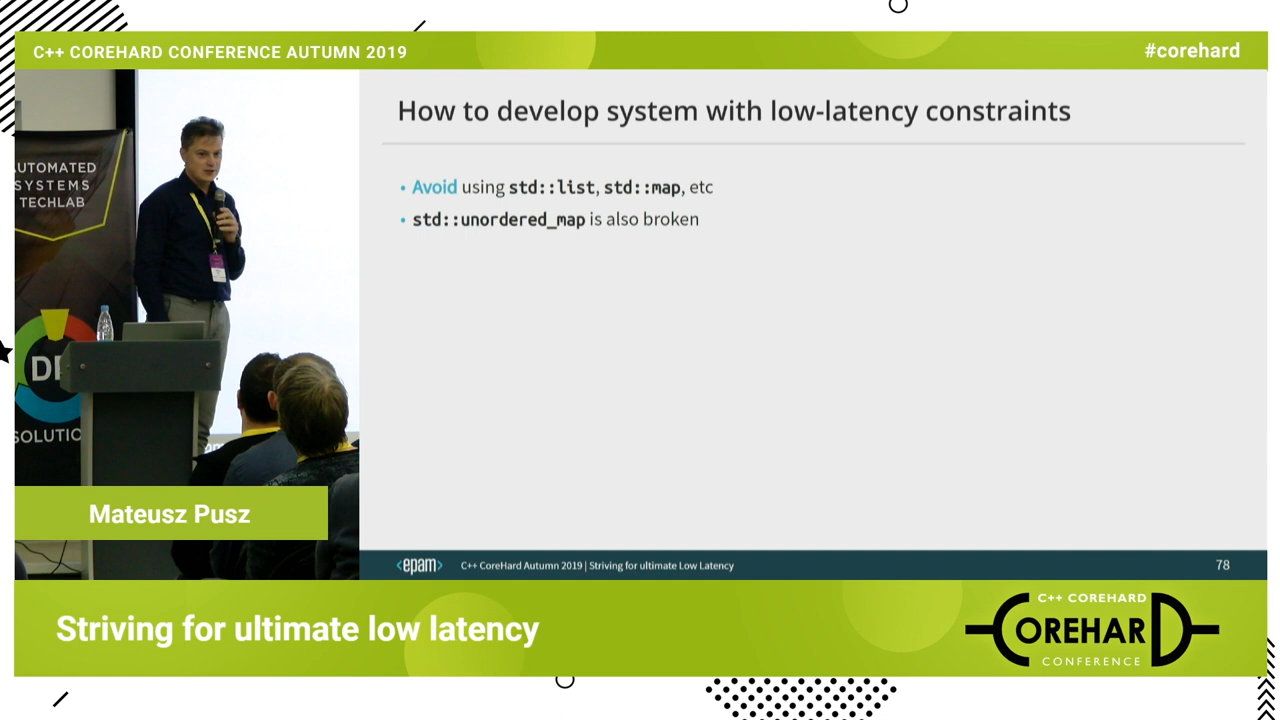 C++ COREHARD CONFERENCE AUTUMN 2019
#corehard
AUTOMATED
SYSTEMS
TECHLAB
SOLUTIC
Mateusz Pusz
How to develop system with low-latency constraints
• Avoid using std::list, std::map, etc
• std::unordered_map is also broken
<epam>
C++ CoreHard Autumn 2019 | Striving for ultimate Low Latency
78
Striving for ultimate low latency
C++ COREHARD
COREHARD
CONFERENCE